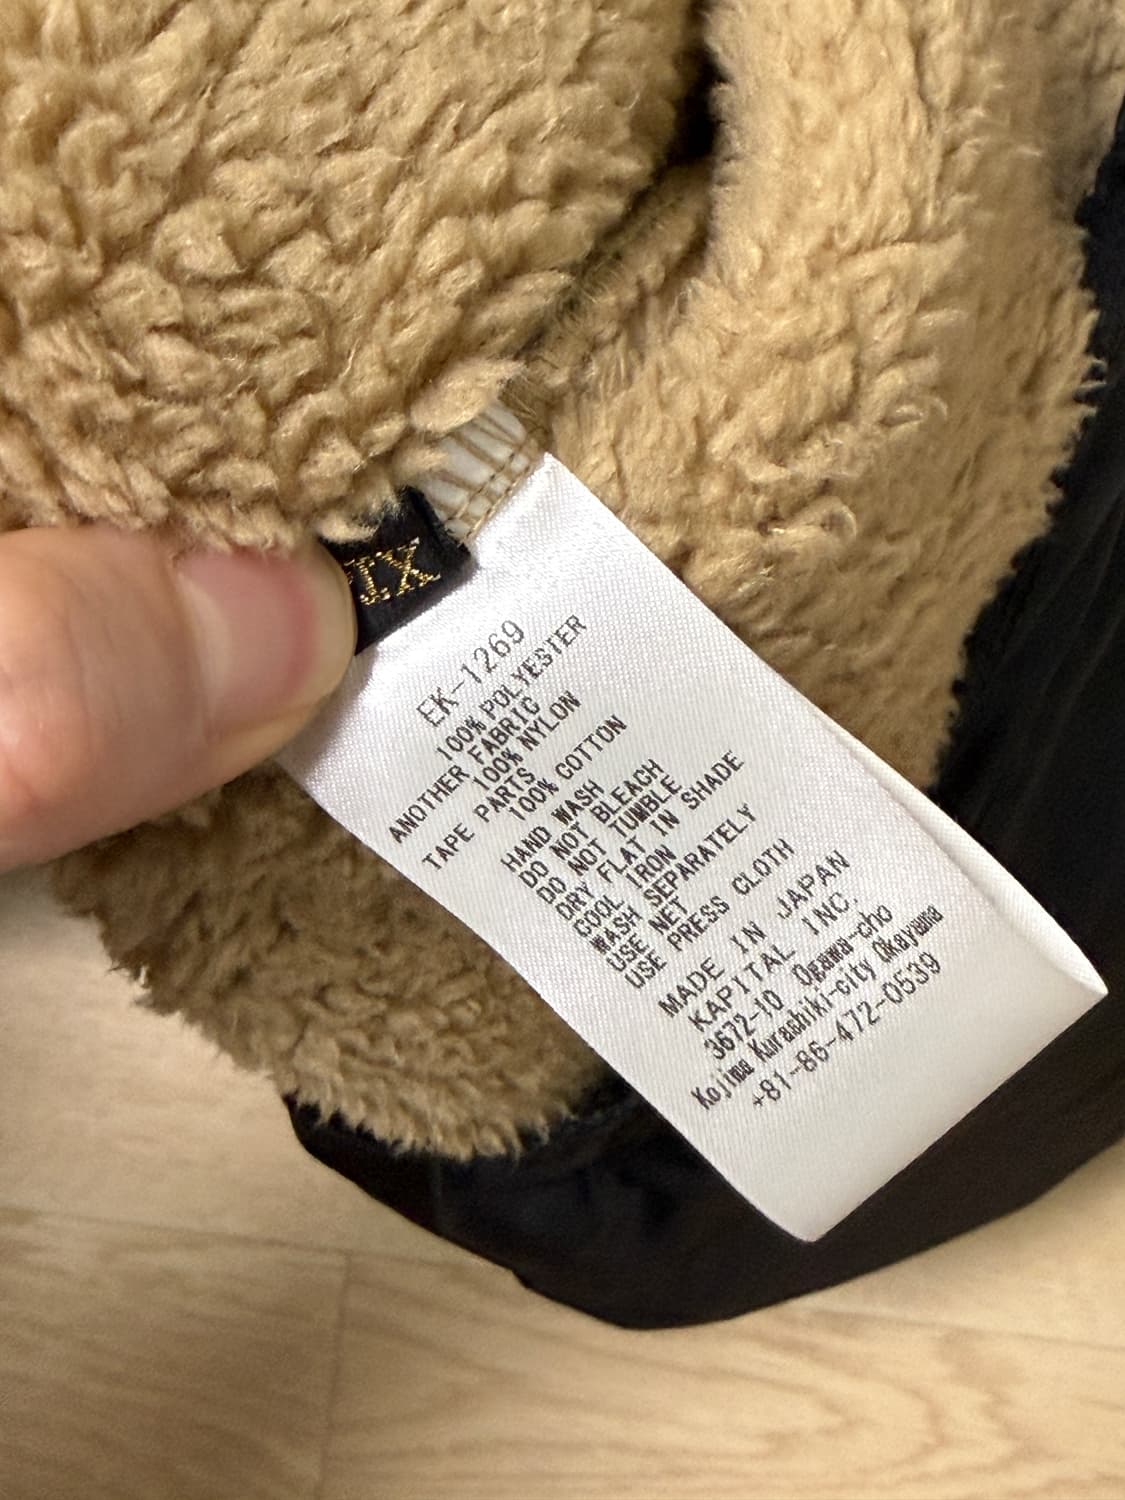 XIX
EK-1269
100% POLYESTER
ANOTHER FABRIC
100% NYLON
TAPE PARTS
100% COTTON
HAND WASH
DO NOT BLEACH
DO NOT TUMBLE
DRY FLAT IN SHADE
COOL IRON
WASH SEPARATELY
USE NET
USE PRESS CLOTH
MADE IN JAPAN
KAPITAL INC.
3672-10 Ogawa-cho
Kojima Kurashiki-city Okayama
+81-86-472-0539